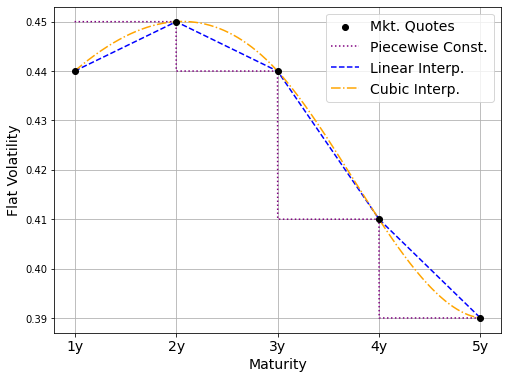 0.45
0.44
0.43
0.42
0.41
0.40
0.39
Flat Volatility
Mkt. Quotes
Piecewise Const.
Linear Interp.
Cubic Interp.
1y 2y 3y 4y 5y
Maturity